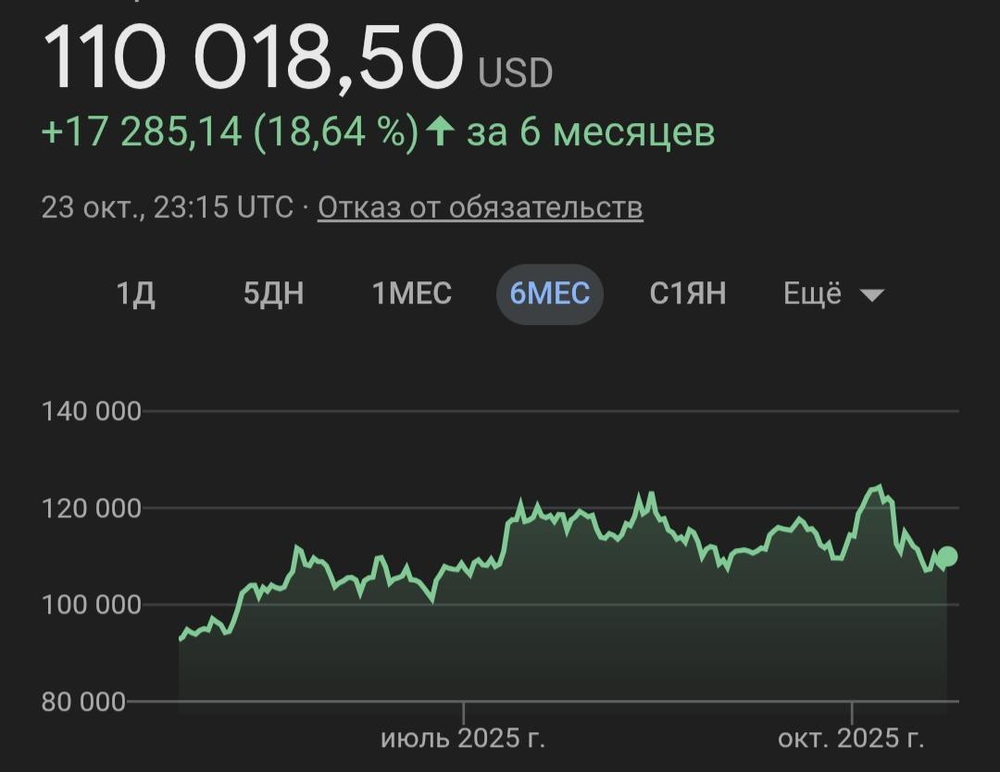 110 018,50 USD
+17 285,14 (18,64 %) ↑ за 6 месяцев
23 окт., 23:15 UTC · Отказ от обязательств
1Д 5ДН 1МЕС 6МЕС С1ЯН Ещё
140 000
120 000
100 000
80 000
июль 2025 г. окт. 2025 г.